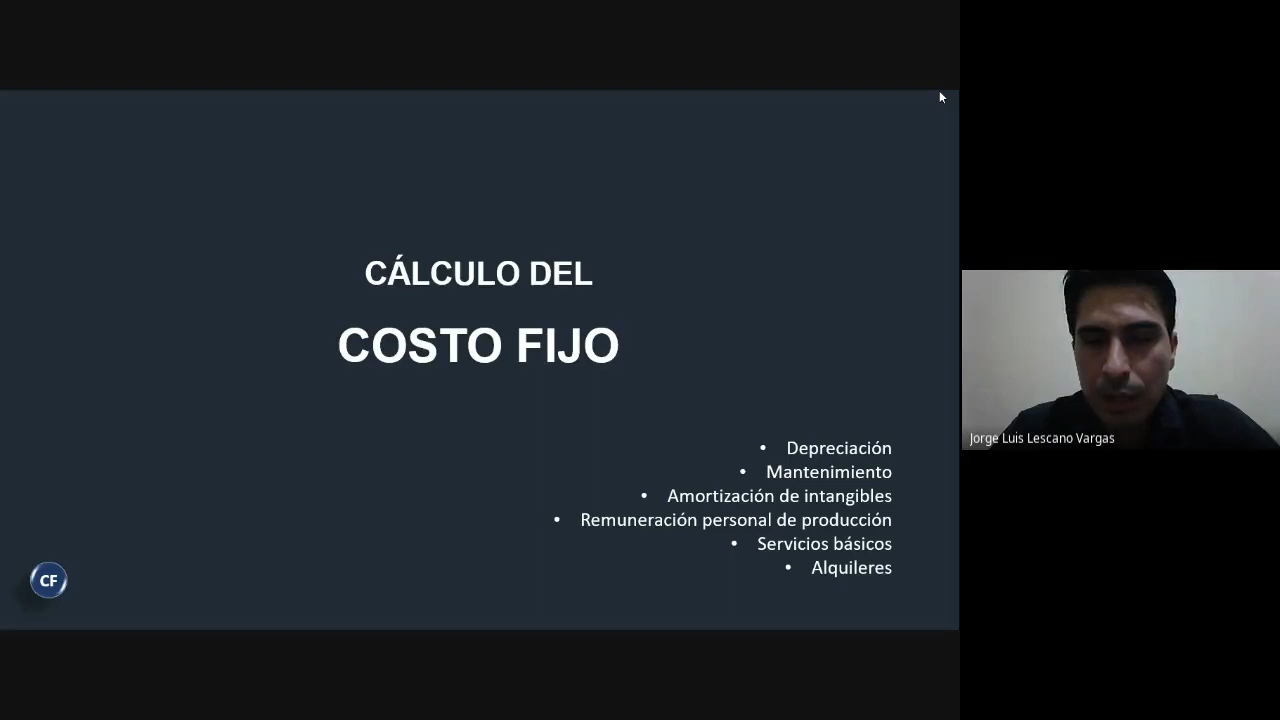 CÁLCULO DEL
COSTO FIJO
• Depreciación
• Mantenimiento
• Amortización de intangibles
• Remuneración personal de producción
• Servicios básicos
• Alquileres
CF
Jorge Luis Lescano Vargas